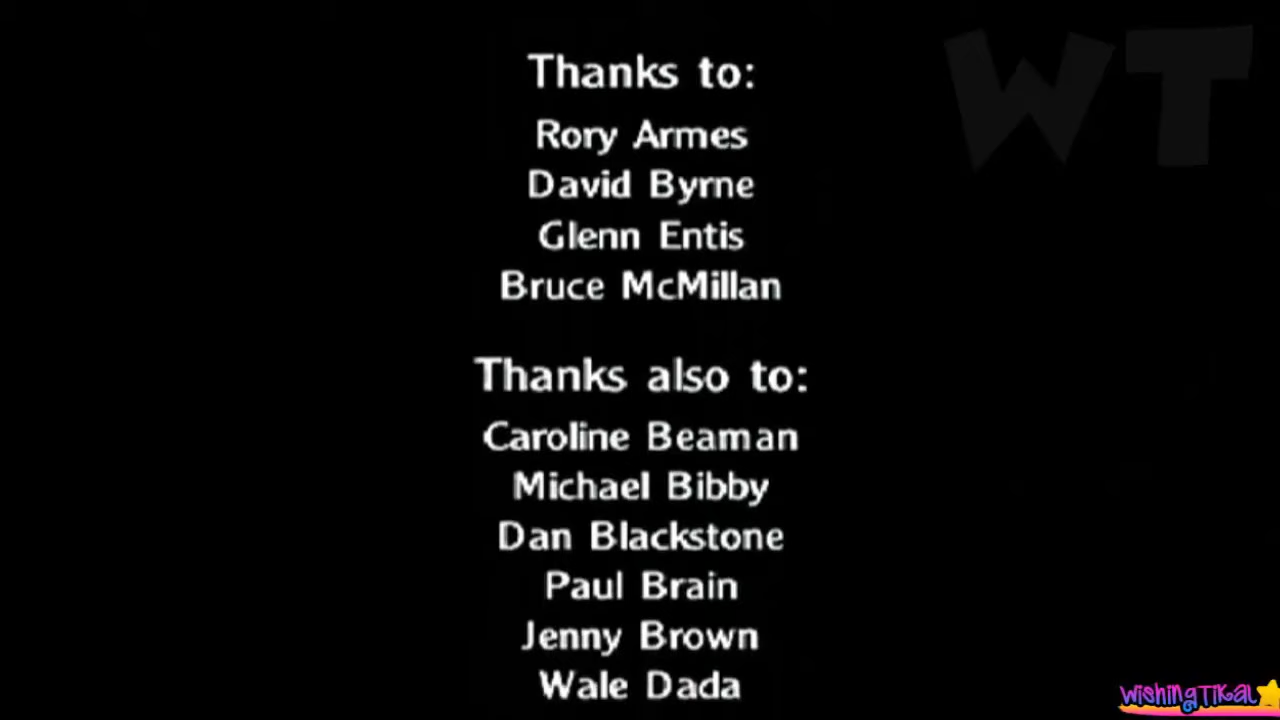 WT
Thanks to:
Rory Armes
David Byrne
Glenn Entis
Bruce McMillan
Thanks also to:
Caroline Beaman
Michael Bibby
Dan Blackstone
Paul Brain
Jenny Brown
Wale Dada
WishingTikal